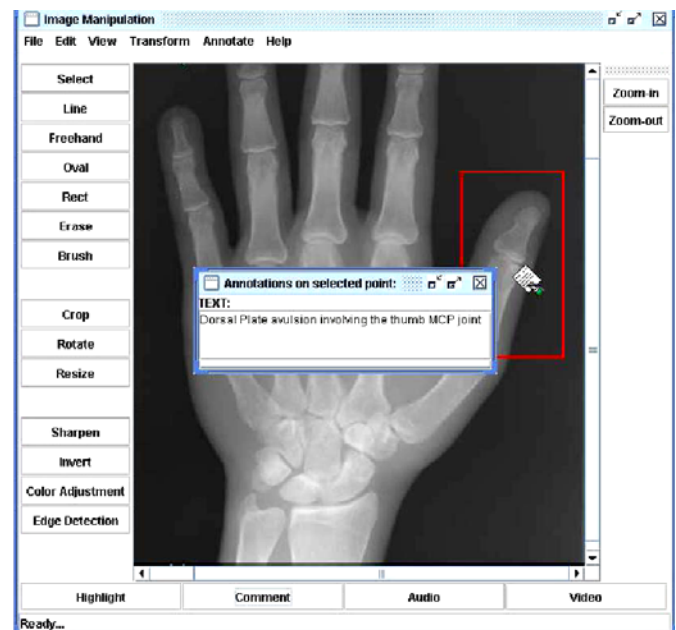 Image Manipulation
File Edit View Transform Annotate Help
Select
Line
Freehand
Oval
Rect
Erase
Brush
Crop
Rotate
Resize
Sharpen
Invert
Color Adjustment
Edge Detection
Zoom-in
Zoom-out
Annotations on selected point:
TEXT:
Dorsal Plate avulsion involving the thumb MCP joint
Highlight Comment Audio Video
Ready...